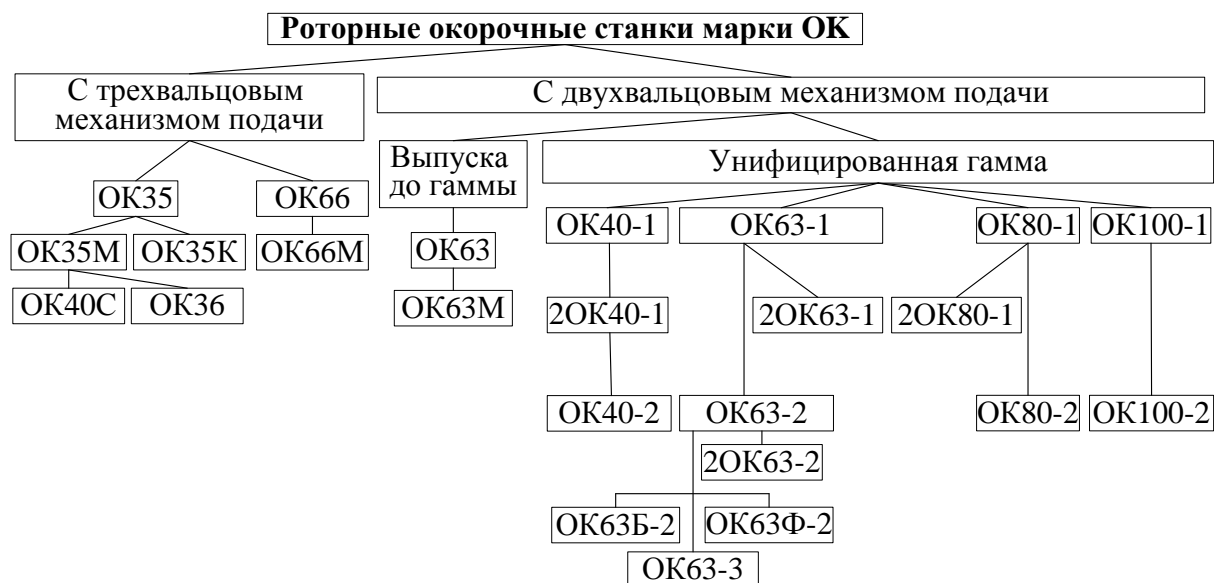 Роторные окорочные станки марки ОК
С трехвальцовым
механизмом подачи
С двухвальцовым механизмом подачи
Выпуска
до гаммы
Унифицированная гамма
ОК35
ОК66
ОК40-1
ОК63-1
ОК80-1
ОК100-1
ОК35М
ОК35К
ОК66М
ОК63
ОК40С
ОК36
ОК63М
2ОК40-1
2ОК63-1
2ОК80-1
ОК40-2
ОК63-2
ОК80-2
ОК100-2
2ОК63-2
ОК63Б-2
ОК63Ф-2
ОК63-3